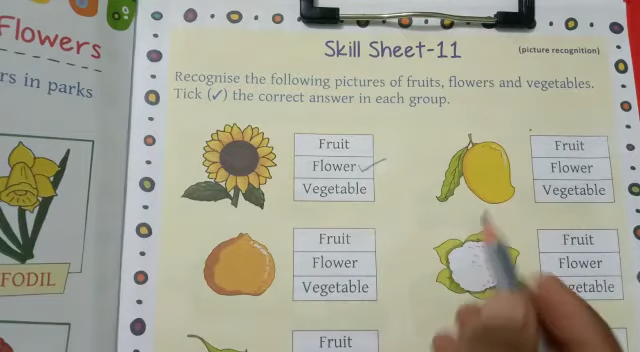 Flowers
rs in parks
FODIL
Skill Sheet-11
(picture recognition)
Recognise the following pictures of fruits, flowers and vegetables.
Tick (✓) the correct answer in each group.
Fruit
Flower ✓
Vegetable
Fruit
Flower
Vegetable
Fruit
Flower
Vegetable
Fruit
Flower
getable
Fruit